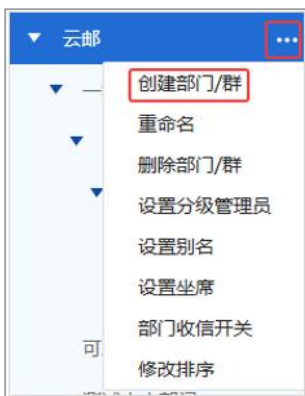 云邮
创建部门/群
重命名
删除部门/群
设置分级管理员
设置别名
设置坐席
部门收信开关
可
修改排序